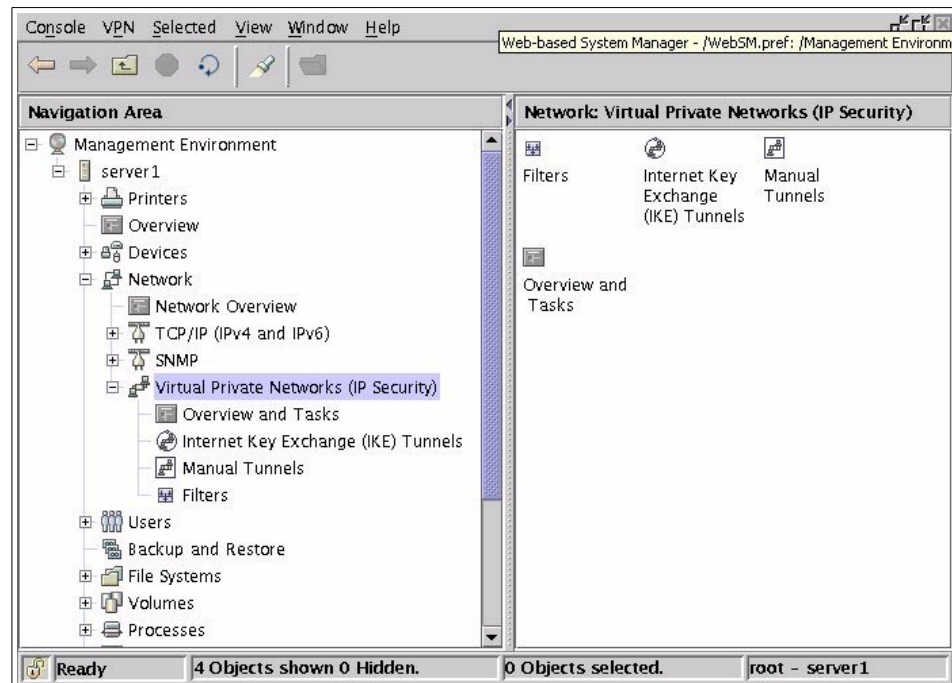 Console VPN Selected View Window Help
Web-based System Manager - /WebSM.pref: /Management Environm
Navigation Area
Management Environment
server1
Printers
Overview
Devices
Network
Network Overview
TCP/IP (IPv4 and IPv6)
SNMP
Virtual Private Networks (IP Security)
Overview and Tasks
Internet Key Exchange (IKE) Tunnels
Manual Tunnels
Filters
Users
Backup and Restore
File Systems
Volumes
Processes
Network: Virtual Private Networks (IP Security)
Filters
Internet Key
Exchange
(IKE) Tunnels
Manual
Tunnels
Overview and
Tasks
Ready
4 Objects shown 0 Hidden.
0 Objects selected.
root - server1